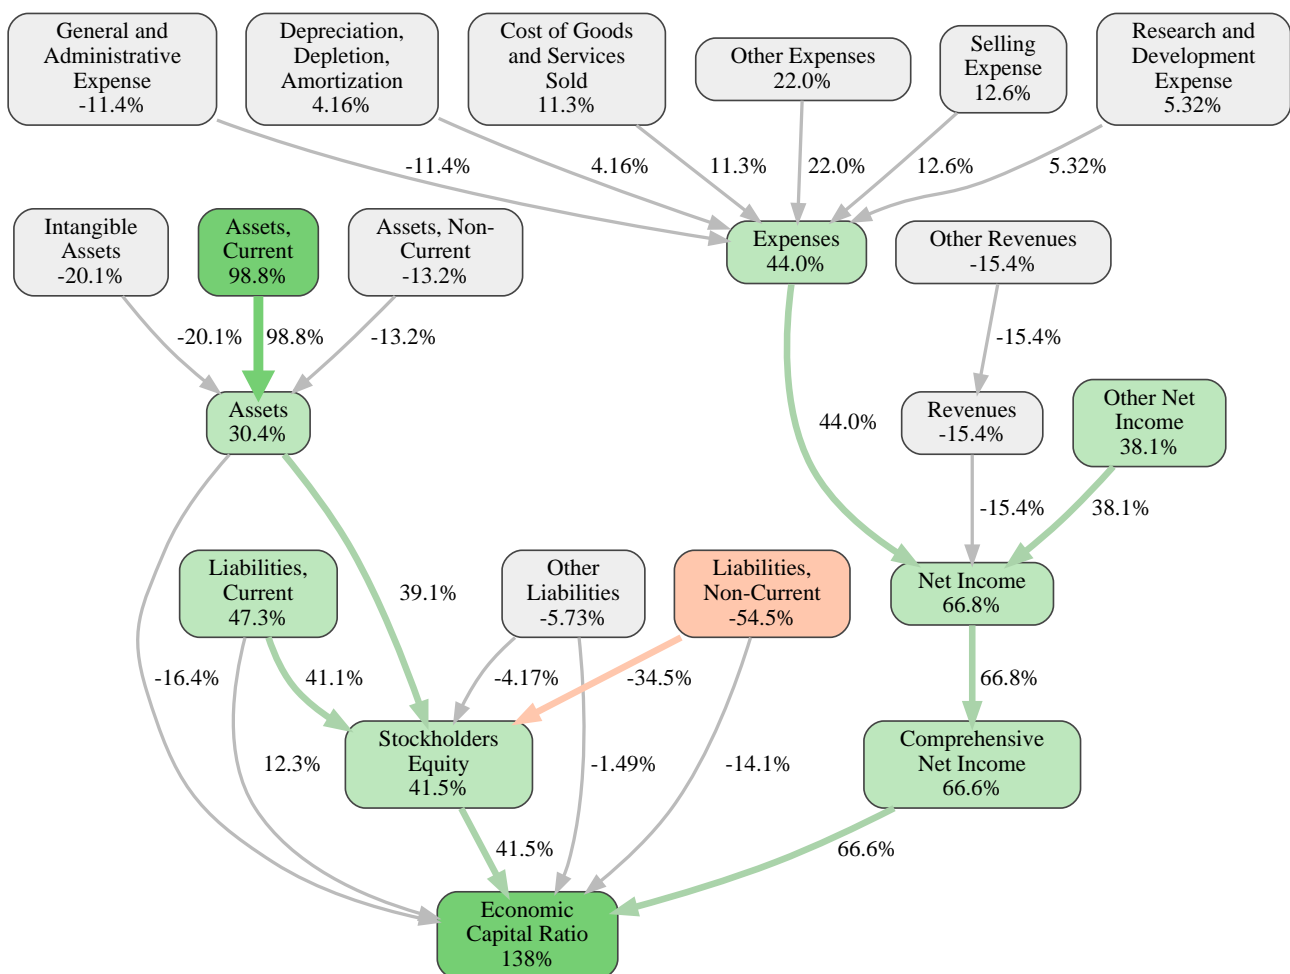 General and
Administrative
Expense
-11.4%
Depreciation,
Depletion,
Amortization
4.16%
Cost of Goods
and Services
Sold
11.3%
Other Expenses
22.0%
Selling
Expense
12.6%
Research and
Development
Expense
5.32%
-11.4%
4.16%
11.3%
22.0%
12.6%
5.32%
Intangible
Assets
-20.1%
Assets,
Current
98.8%
Assets, Non-
Current
-13.2%
Expenses
44.0%
Other Revenues
-15.4%
-20.1%
98.8%
-13.2%
-15.4%
Assets
30.4%
44.0%
Revenues
-15.4%
Other Net
Income
38.1%
-15.4%
38.1%
Liabilities,
Current
47.3%
39.1%
Other
Liabilities
-5.73%
Liabilities,
Non-Current
-54.5%
Net Income
66.8%
-16.4%
41.1%
-4.17%
-34.5%
66.8%
12.3%
Stockholders
Equity
41.5%
-1.49%
-14.1%
Comprehensive
Net Income
66.6%
41.5%
66.6%
Economic
Capital Ratio
138%